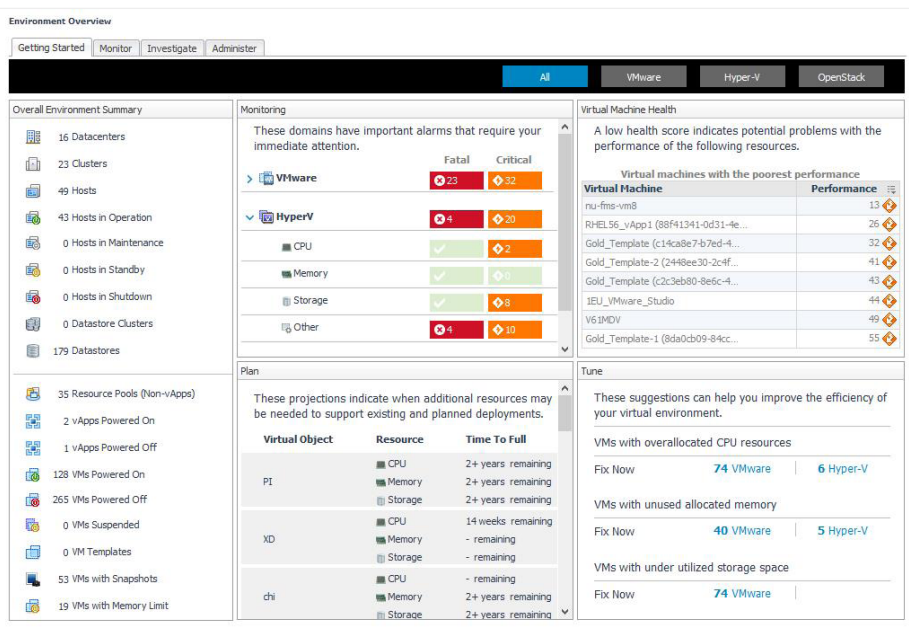 Environment Overview
Getting Started Monitor Investigate Administer
All VMware Hyper-V OpenStack
Overall Environment Summary
16 Datacenters
23 Clusters
49 Hosts
43 Hosts in Operation
0 Hosts in Maintenance
0 Hosts in Standby
0 Hosts in Shutdown
0 Datastore Clusters
179 Datastores
35 Resource Pools (Non-vApps)
2 vApps Powered On
1 vApps Powered Off
128 VMs Powered On
265 VMs Powered Off
0 VMs Suspended
0 VM Templates
53 VMs with Snapshots
19 VMs with Memory Limit
Monitoring
These domains have important alarms that require your
immediate attention.
Fatal Critical
VMware 23 32
HyperV 4 20
CPU 2
Memory 0
Storage 8
Other 4 10
Virtual Machine Health
A low health score indicates potential problems with the
performance of the following resources.
Virtual machines with the poorest performance
Virtual Machine Performance
nu-fms-vm8 13
RHEL56_vApp1 (88f41341-0d31-4e... 26
Gold_Template (c14ca8e7-b7ed-4... 32
Gold_Template-2 (2448ee30-2c4f... 41
Gold_Template (c2c3eb80-8e6c-4... 43
1EU_VMware_Studio 44
V61MDV 49
Gold_Template-1 (8da0cb09-84cc... 55
Plan
These projections indicate when additional resources may
be needed to support existing and planned deployments.
Virtual Object Resource Time To Full
CPU 2+ years remaining
PI Memory 2+ years remaining
Storage 2+ years remaining
CPU 14 weeks remaining
XD Memory - remaining
Storage - remaining
CPU - remaining
chi Memory 2+ years remaining
Storage 2+ years remaining
Tune
These suggestions can help you improve the efficiency of
your virtual environment.
VMs with overallocated CPU resources
Fix Now 74 VMware 6 Hyper-V
VMs with unused allocated memory
Fix Now 40 VMware 5 Hyper-V
VMs with under utilized storage space
Fix Now 74 VMware